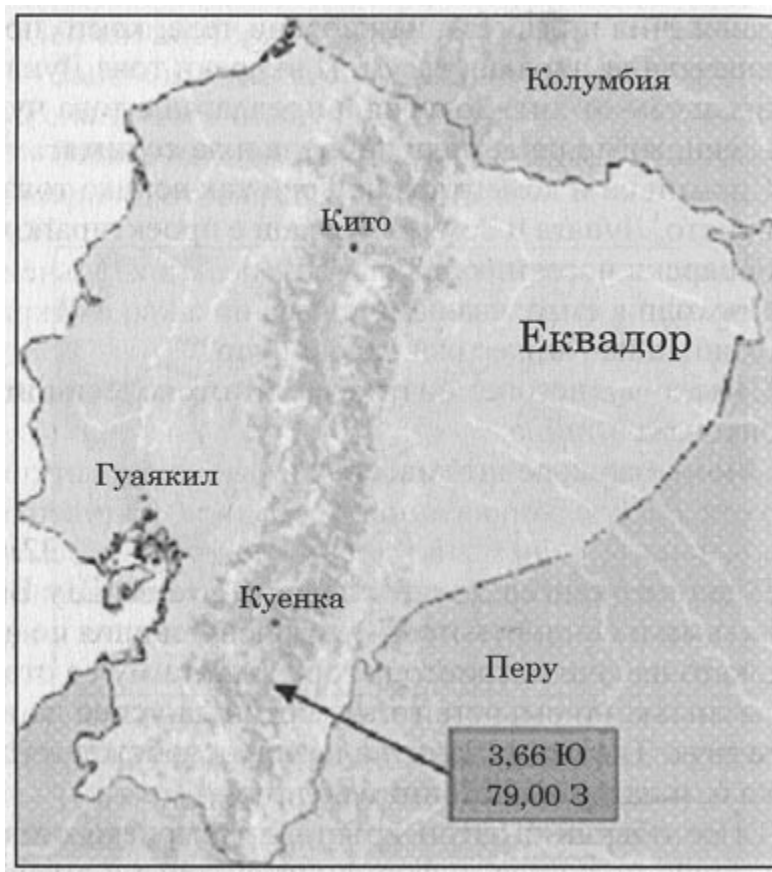 Колумбия
Кито
Еквадор
Гуаякил
Куенка
Перу
3,66 Ю
79,00 З